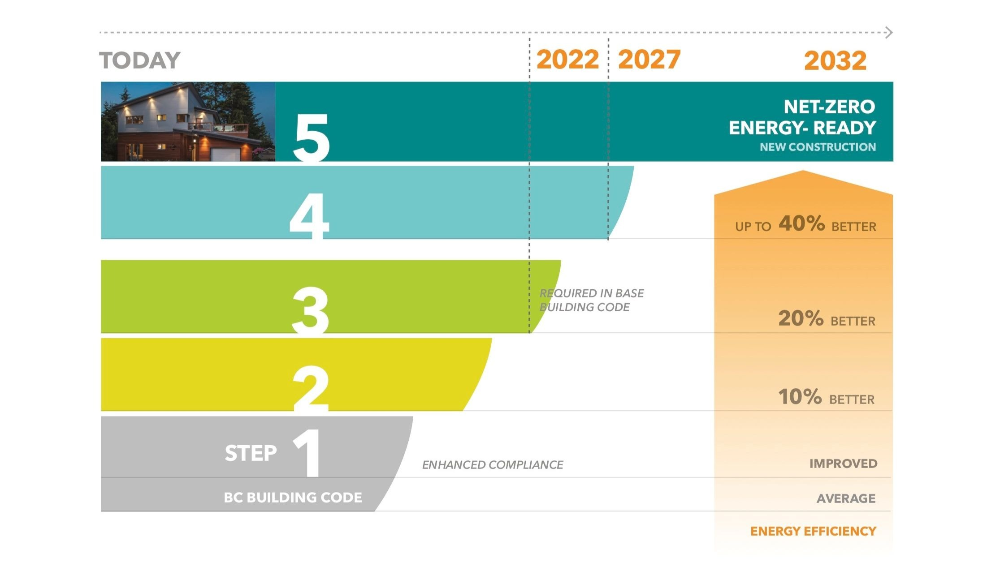 TODAY
2022
2027
2032
5
NET-ZERO
ENERGY- READY
NEW CONSTRUCTION
4
UP TO 40% BETTER
3
REQUIRED IN BASE
BUILDING CODE
20% BETTER
2
10% BETTER
STEP 1
ENHANCED COMPLIANCE
IMPROVED
BC BUILDING CODE
AVERAGE
ENERGY EFFICIENCY